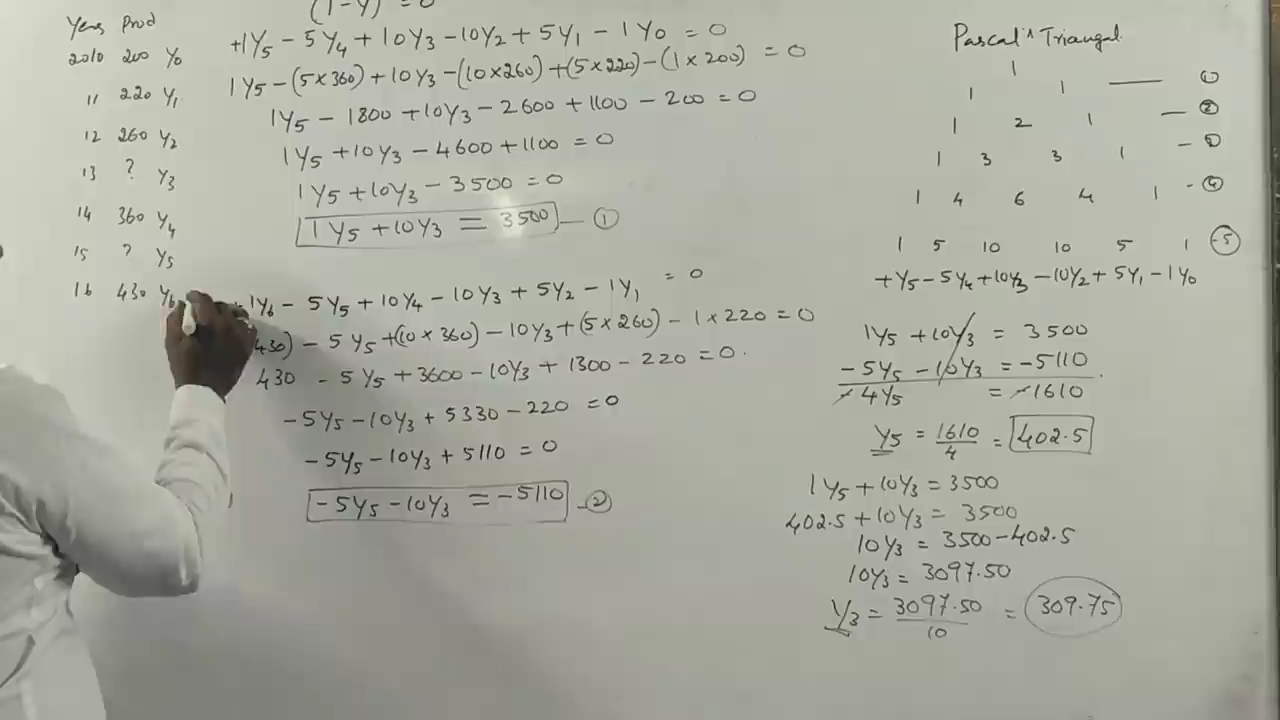 Years Prod
2010 200 Y₀
11 220 Y₁
12 260 Y₂
13 ? Y₃
14 360 Y₄
15 ? Y₅
16 430 Y₆
(1-Y) = 0
+1Y₅ - 5Y₄ + 10Y₃ - 10Y₂ + 5Y₁ - 1Y₀ = 0
1Y₅ - (5×360) + 10Y₃ - (10×260) + (5×220) - (1×200) = 0
1Y₅ - 1800 + 10Y₃ - 2600 + 1100 - 200 = 0
1Y₅ + 10Y₃ - 4600 + 1100 = 0
1Y₅ + 10Y₃ - 3500 = 0
1Y₅ + 10Y₃ = 3500 — ①
1Y₆ - 5Y₅ + 10Y₄ - 10Y₃ + 5Y₂ - 1Y₁ = 0
430) - 5Y₅ + (10×360) - 10Y₃ + (5×260) - 1×220 = 0
430 - 5Y₅ + 3600 - 10Y₃ + 1300 - 220 = 0.
-5Y₅ - 10Y₃ + 5330 - 220 = 0
-5Y₅ - 10Y₃ + 5110 = 0
-5Y₅ - 10Y₃ = -5110 - ②
Pascal's Triangal
1
1 1 — ①
1 2 1 — ②
1 3 3 1 -
1 4 6 4 1 - ④
1 5 10 10 5 1 - ⑤
+Y₅ - 5Y₄ + 10Y₃ - 10Y₂ + 5Y₁ - 1Y₀
1Y₅ + 10Y₃ = 3500
-5Y₅ - 10Y₃ = -5110
-4Y₅ = -1610
Y₅ = 1610/4 = 402.5
1Y₅ + 10Y₃ = 3500
402.5 + 10Y₃ = 3500
10Y₃ = 3500 - 402.5
10Y₃ = 3097.50
Y₃ = 3097.50/10 = 309.75